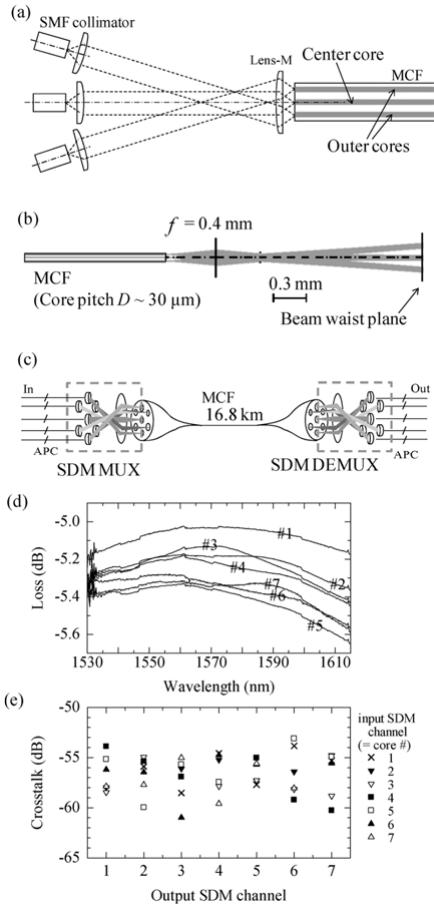 (a)
SMF collimator
Lens-M
Center core
MCF
Outer cores
(b)
f = 0.4 mm
MCF
(Core pitch D ~ 30 µm)
0.3 mm
Beam waist plane
(c)
In
MCF
16.8 km
Out
APC
APC
SDM MUX
SDM DEMUX
(d)
-5.0
-5.2
-5.4
-5.6
Loss (dB)
#1
#3
#4
#2
#7
#6
#5
1530
1550
1570
1590
1610
Wavelength (nm)
(e)
-50
-55
-60
-65
Crosstalk (dB)
input SDM
channel
(= core #)
1
2
3
4
5
6
7
1
2
3
4
5
6
7
Output SDM channel